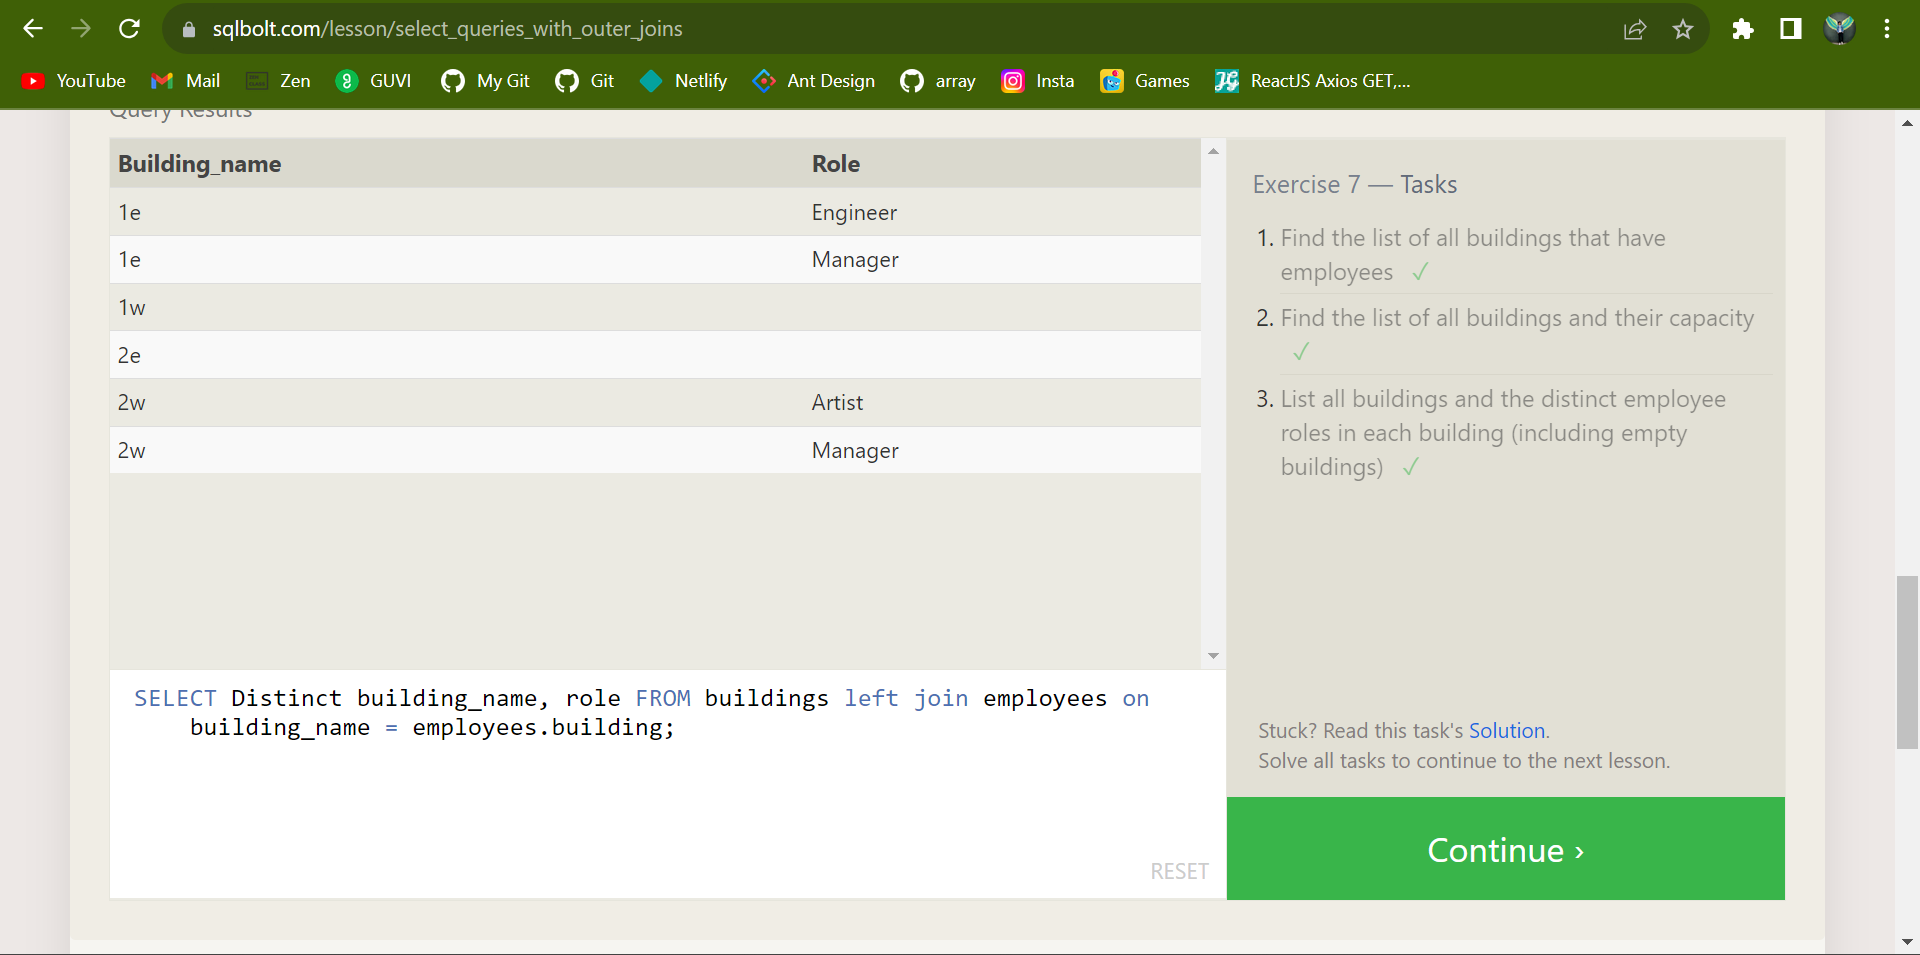 sqlbolt.com/lesson/select_queries_with_outer_joins
YouTube Mail Zen GUVI My Git Git Netlify Ant Design array Insta Games ReactJS Axios GET,...
Query Results
Building_name Role
1e Engineer
1e Manager
1w
2e
2w Artist
2w Manager
SELECT Distinct building_name, role FROM buildings left join employees on
building_name = employees.building;
RESET
Exercise 7 — Tasks
1. Find the list of all buildings that have
employees ✓
2. Find the list of all buildings and their capacity
✓
3. List all buildings and the distinct employee
roles in each building (including empty
buildings) ✓
Stuck? Read this task's Solution.
Solve all tasks to continue to the next lesson.
Continue ›